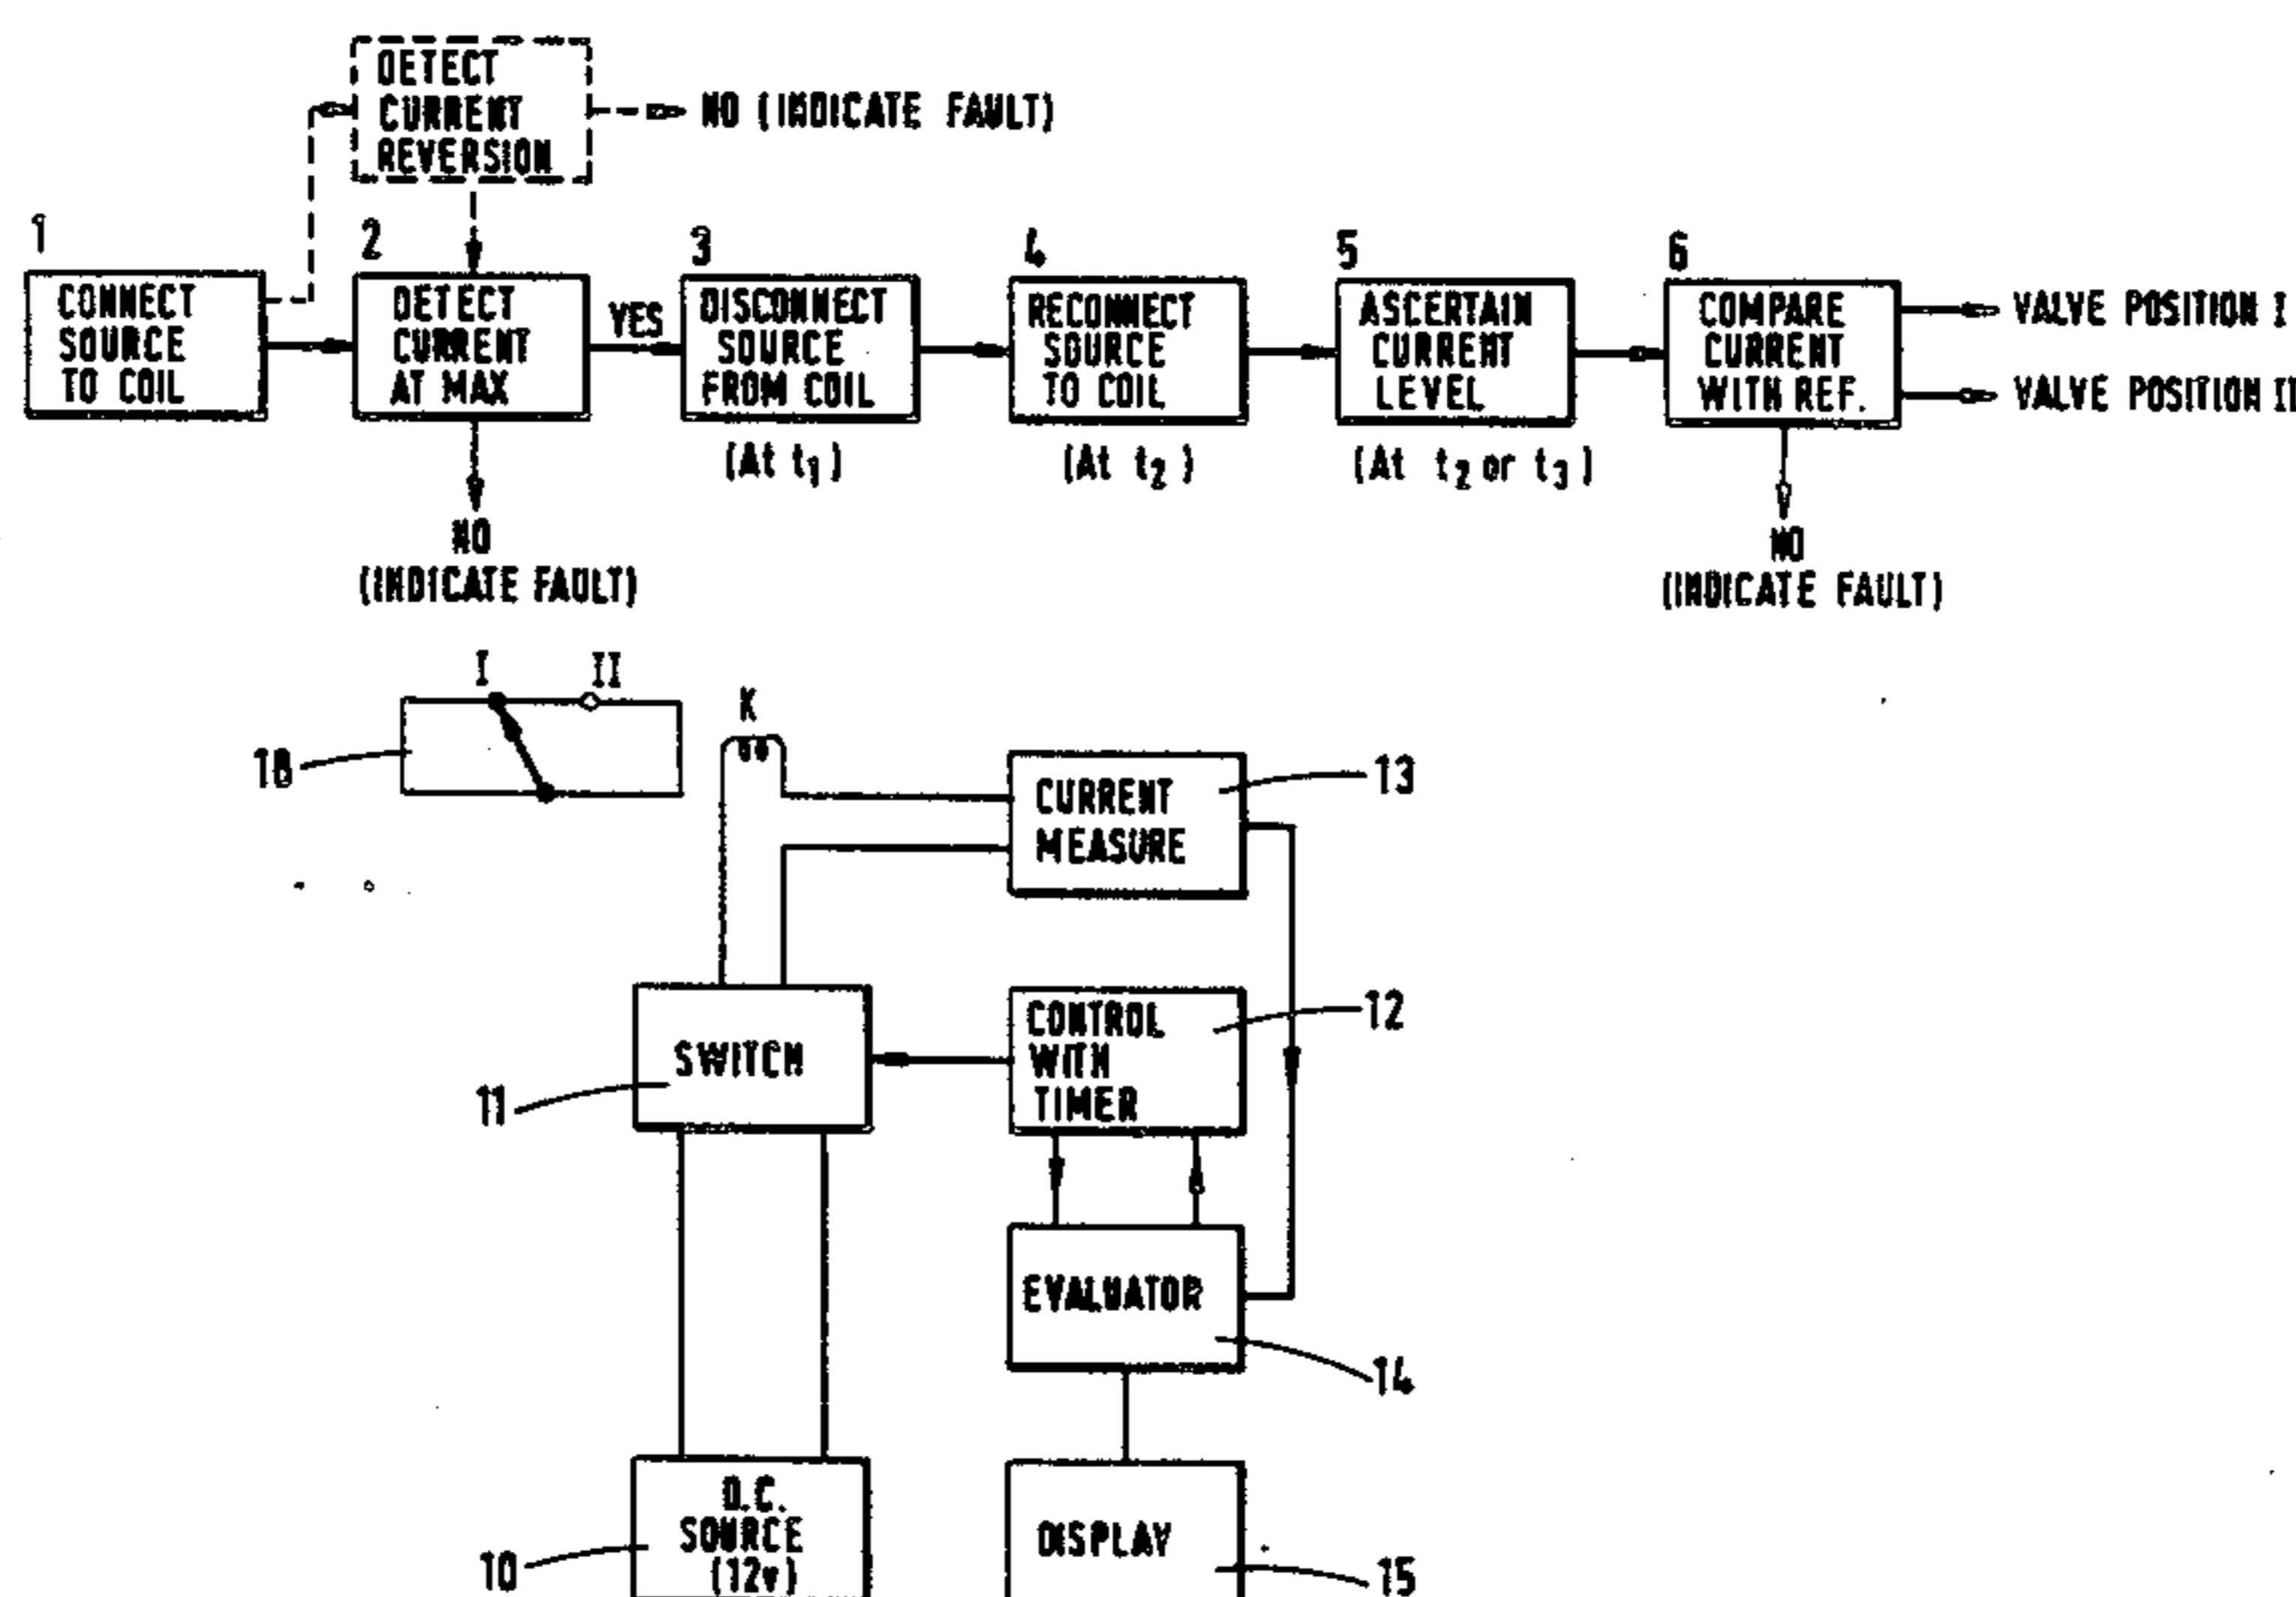 DETECT
CURRENT
REVERSION
NO (INDICATE FAULT)
1
2
3
4
5
6
CONNECT
SOURCE
TO COIL
DETECT
CURRENT
AT MAX
YES
DISCONNECT
SOURCE
FROM COIL
RECONNECT
SOURCE
TO COIL
ASCERTAIN
CURRENT
LEVEL
COMPARE
CURRENT
WITH REF.
VALVE POSITION I
VALVE POSITION II
(At t1)
(At t2)
(At t2 or t3)
NO
(INDICATE FAULT)
NO
(INDICATE FAULT)
I
II
K
18
CURRENT
MEASURE
13
SWITCH
11
CONTROL
WITH
TIMER
12
EVALUATOR
14
D.C.
SOURCE
(12v)
10
DISPLAY
15